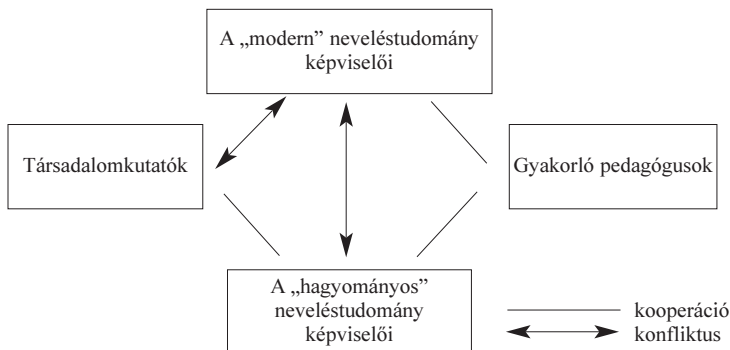 A „modern” neveléstudomány
képviselői
Társadalomkutatók
Gyakorló pedagógusok
A „hagyományos”
neveléstudomány
képviselői
kooperáció
konfliktus